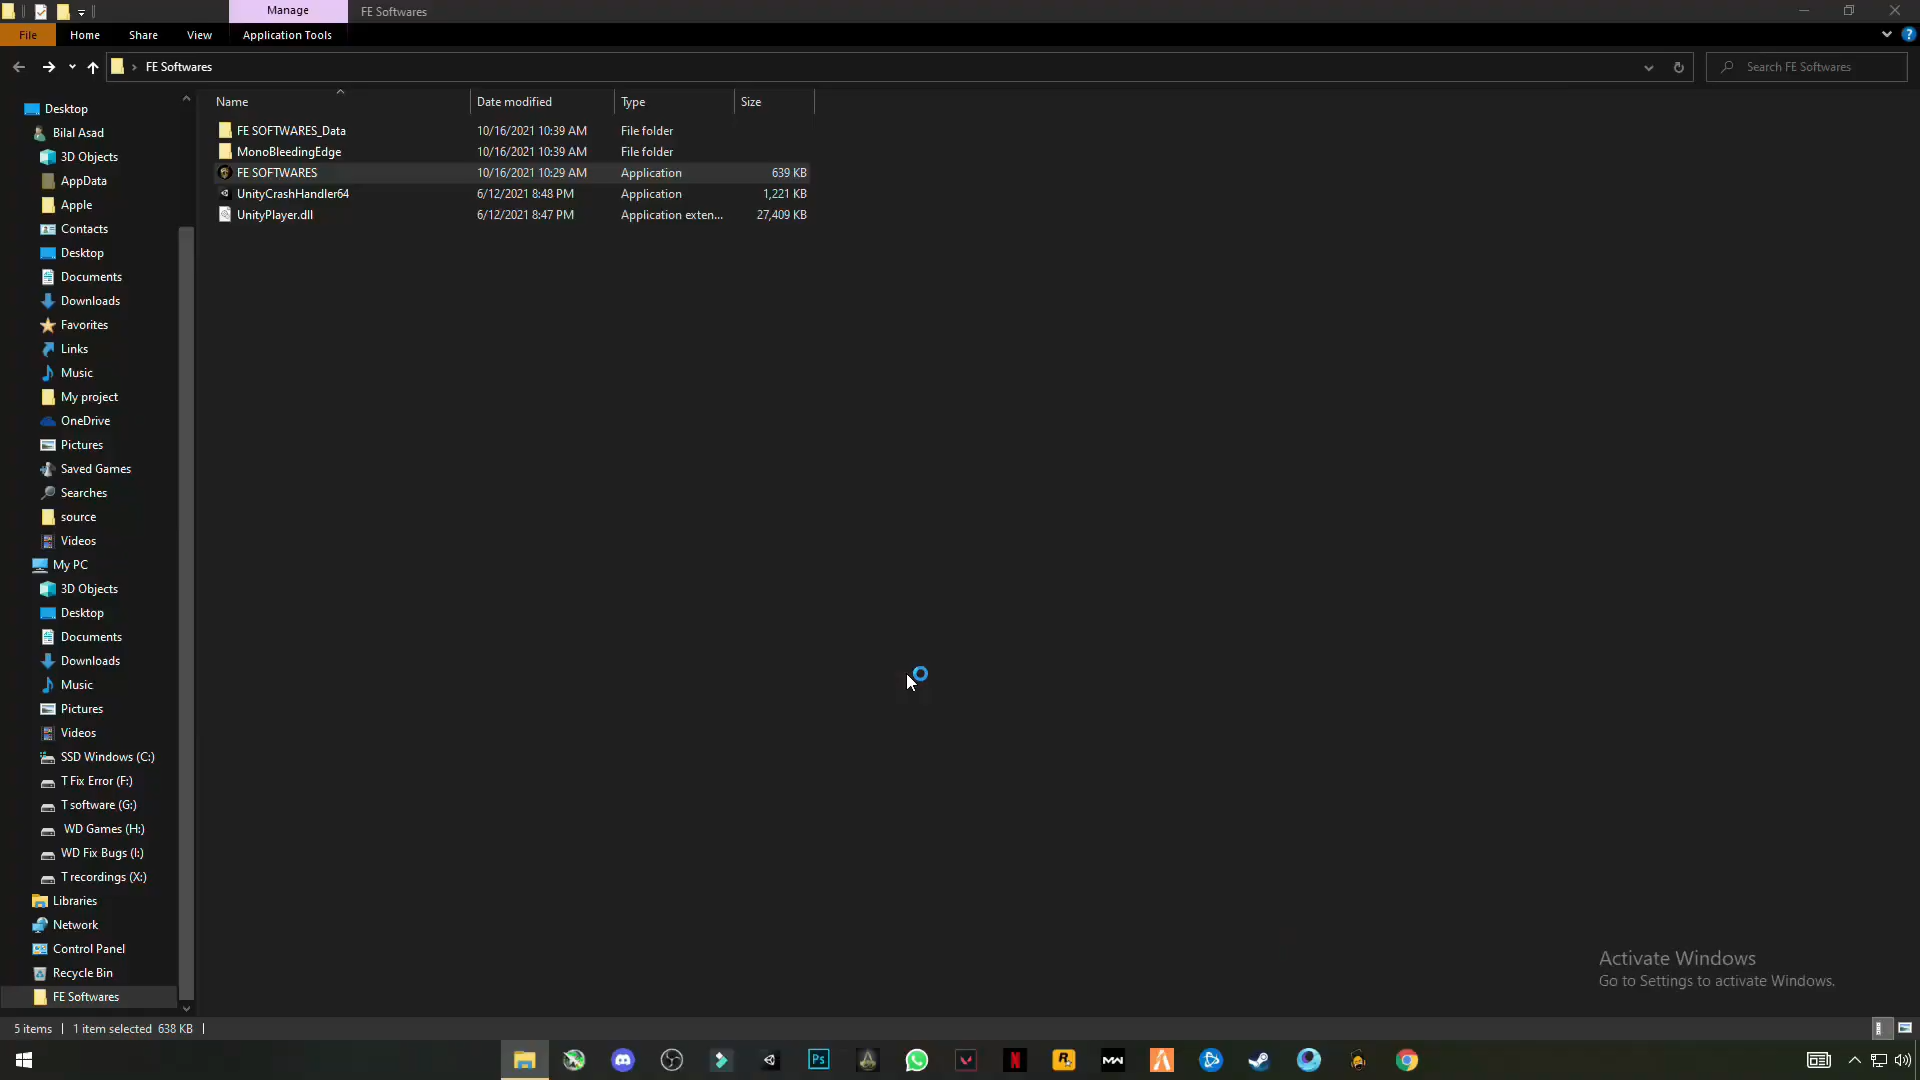 Manage
FE Softwares
File
Home
Share
View
Application Tools
FE Softwares
Search FE Softwares
Name
Date modified
Type
Size
FE SOFTWARES_Data 10/16/2021 10:39 AM File folder
MonoBleedingEdge 10/16/2021 10:39 AM File folder
FE SOFTWARES 10/16/2021 10:29 AM Application 639 KB
UnityCrashHandler64 6/12/2021 8:48 PM Application 1,221 KB
UnityPlayer.dll 6/12/2021 8:47 PM Application exten... 27,409 KB
Desktop
Bilal Asad
3D Objects
AppData
Apple
Contacts
Desktop
Documents
Downloads
Favorites
Links
Music
My project
OneDrive
Pictures
Saved Games
Searches
source
Videos
My PC
3D Objects
Desktop
Documents
Downloads
Music
Pictures
Videos
SSD Windows (C:)
T Fix Error (F:)
T software (G:)
WD Games (H:)
WD Fix Bugs (I:)
T recordings (X:)
Libraries
Network
Control Panel
Recycle Bin
FE Softwares
Activate Windows
Go to Settings to activate Windows.
5 items
1 item selected 638 KB
Ps
N
R
MW